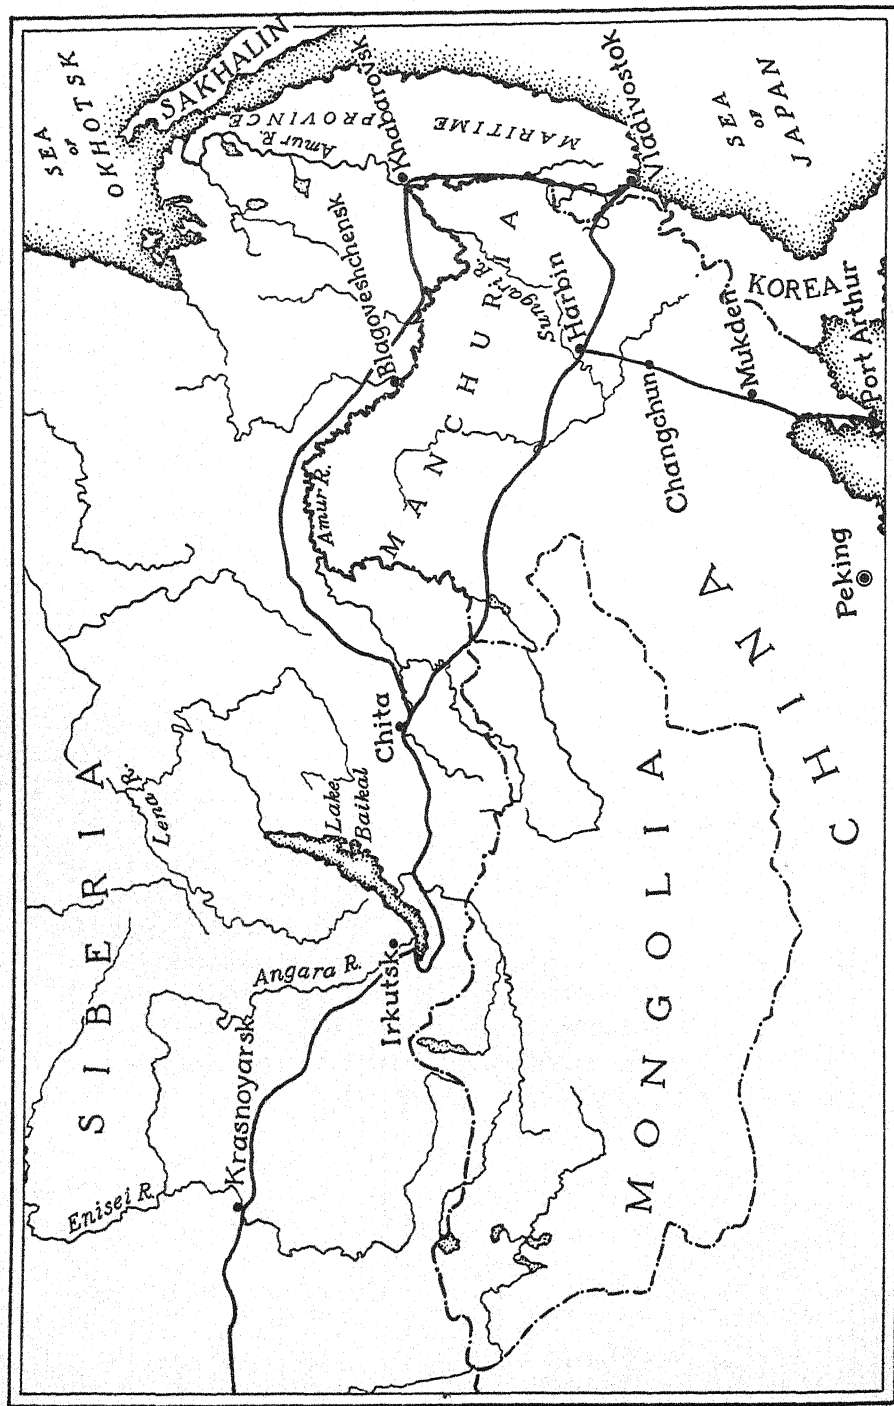 SEA
OF
OKHOTSK
SAKHALIN
SIBERIA
Lena R.
Enisei R.
Krasnoyarsk
Angara R.
Irkutsk
Lake
Baikal
Chita
Amur R.
Blagoveshchensk
Amur R.
MARITIME
PROVINCE
Khabarovsk
MANCHURIA
Sungari R.
Harbin
Vladivostok
SEA
OF
JAPAN
MONGOLIA
CHINA
Changchun
Mukden
KOREA
Port Arthur
Peking